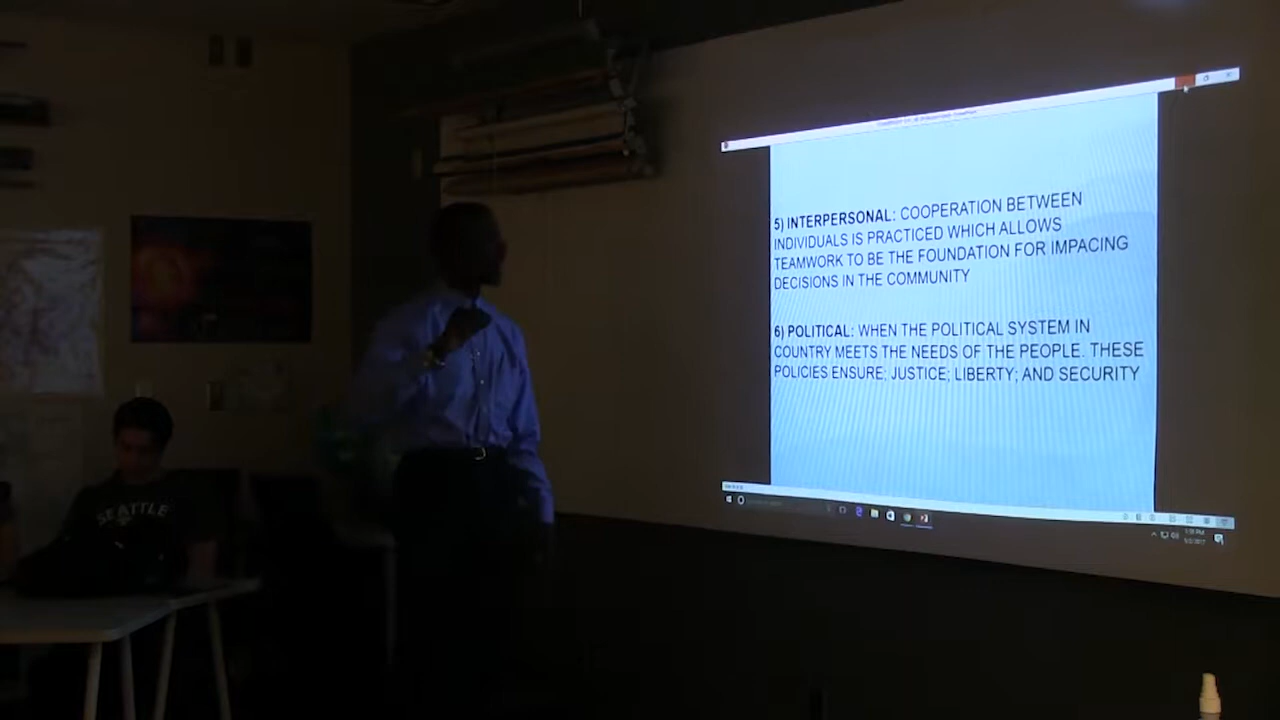 5) INTERPERSONAL: COOPERATION BETWEEN
INDIVIDUALS IS PRACTICED WHICH ALLOWS
TEAMWORK TO BE THE FOUNDATION FOR IMPACING
DECISIONS IN THE COMMUNITY
6) POLITICAL: WHEN THE POLITICAL SYSTEM IN
COUNTRY MEETS THE NEEDS OF THE PEOPLE. THESE
POLICIES ENSURE; JUSTICE; LIBERTY; AND SECURITY
SEATTLE